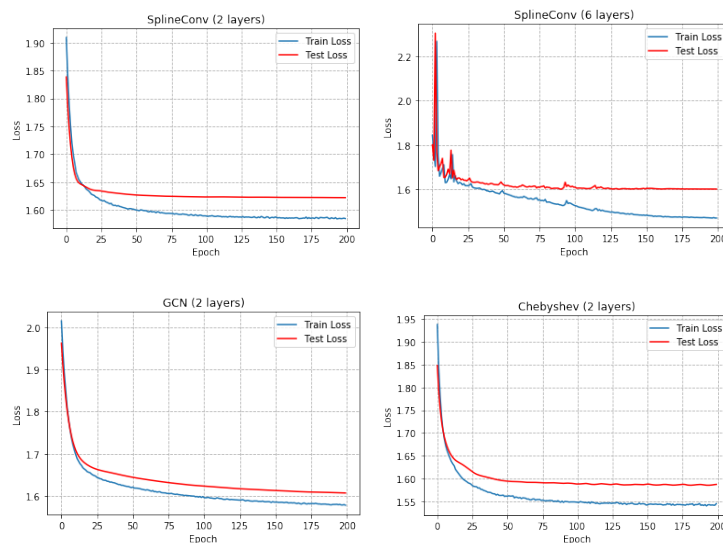 SplineConv (2 layers)
1.90
1.85
1.80
1.75
1.70
1.65
1.60
Loss
Train Loss
Test Loss
0 25 50 75 100 125 150 175 200
Epoch
SplineConv (6 layers)
2.2
2.0
1.8
1.6
Loss
Train Loss
Test Loss
0 25 50 75 100 125 150 175 200
Epoch
GCN (2 layers)
2.0
1.9
1.8
1.7
1.6
Loss
Train Loss
Test Loss
0 25 50 75 100 125 150 175 200
Epoch
Chebyshev (2 layers)
1.95
1.90
1.85
1.80
1.75
1.70
1.65
1.60
1.55
Loss
Train Loss
Test Loss
0 25 50 75 100 125 150 175 200
Epoch